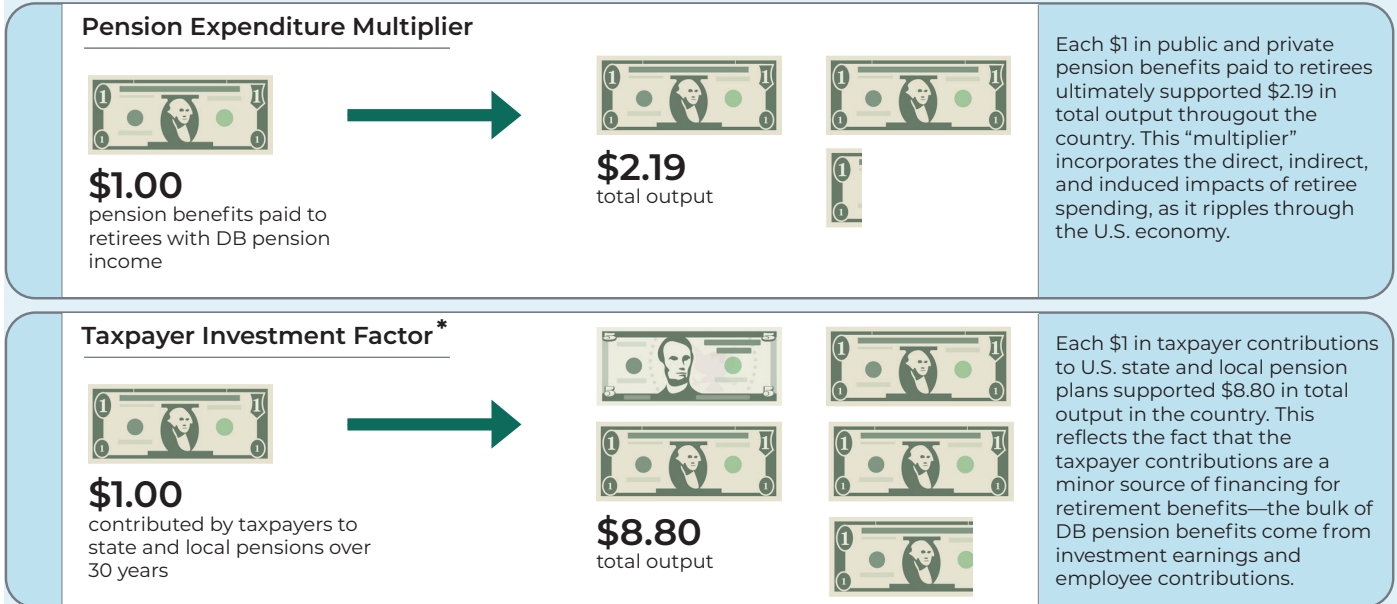 Pension Expenditure Multiplier
$1.00
pension benefits paid to
retirees with DB pension
income
$2.19
total output
Each $1 in public and private
pension benefits paid to retirees
ultimately supported $2.19 in
total output througout the
country. This “multiplier”
incorporates the direct, indirect,
and induced impacts of retiree
spending, as it ripples through
the U.S. economy.
Taxpayer Investment Factor*
$1.00
contributed by taxpayers to
state and local pensions over
30 years
$8.80
total output
Each $1 in taxpayer contributions
to U.S. state and local pension
plans supported $8.80 in total
output in the country. This
reflects the fact that the
taxpayer contributions are a
minor source of financing for
retirement benefits—the bulk of
DB pension benefits come from
investment earnings and
employee contributions.